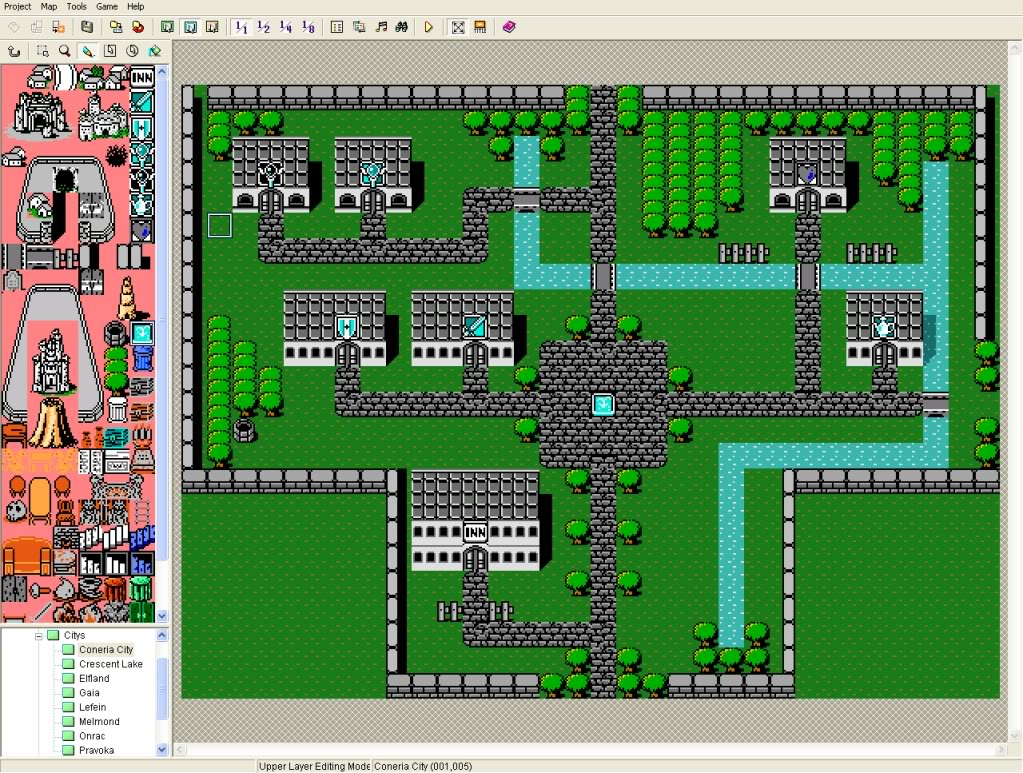 Project Map Tools Game Help
1/1 1/2 1/4 1/8
INN
INN
Citys
Coneria City
Crescent Lake
Elfland
Gaia
Lefein
Melmond
Onrac
Pravoka
Upper Layer Editing Mode Coneria City (001,005)